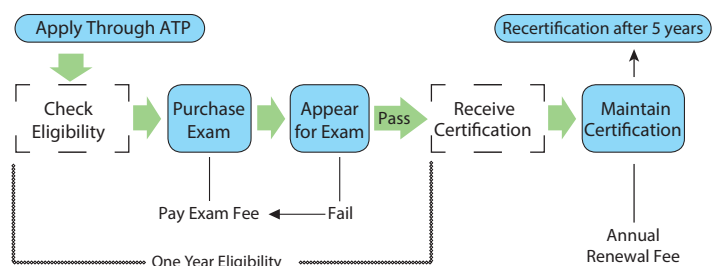 Apply Through ATP
Recertification after 5 years
Check
Eligibility
Purchase
Exam
Appear
for Exam
Pass
Receive
Certification
Maintain
Certification
Pay Exam Fee
Fail
One Year Eligibility
Annual
Renewal Fee